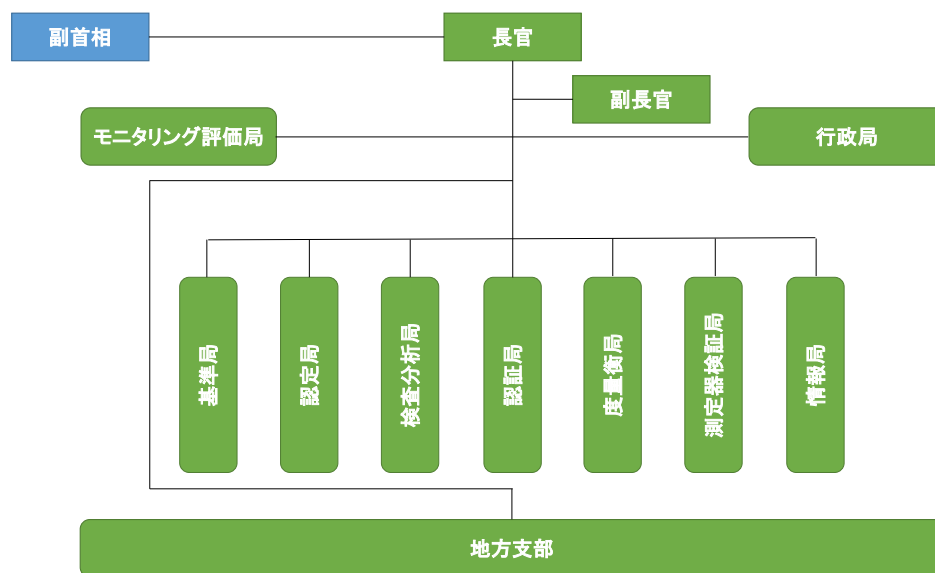 副首相
長官
副長官
モニタリング評価局
行政局
基準局
認定局
検査分析局
認証局
度量衡局
測定器検証局
情報局
地方支部